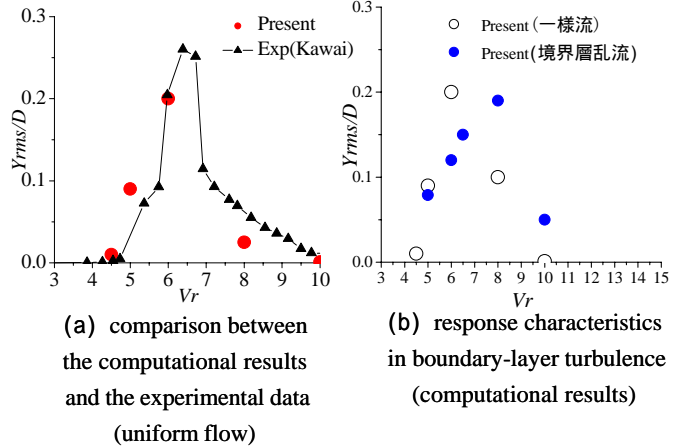 Present
Exp(Kawai)
Yrms/D
0.3
0.2
0.1
0.0
3 4 5 6 7 8 9 10
Vr
(a) comparison between
the computational results
and the experimental data
(uniform flow)
Present(一様流)
Present(境界層乱流)
Yrms/D
0.3
0.2
0.1
0.0
3 4 5 6 7 8 9 10 11 12 13 14 15
Vr
(b) response characteristics
in boundary-layer turbulence
(computational results)